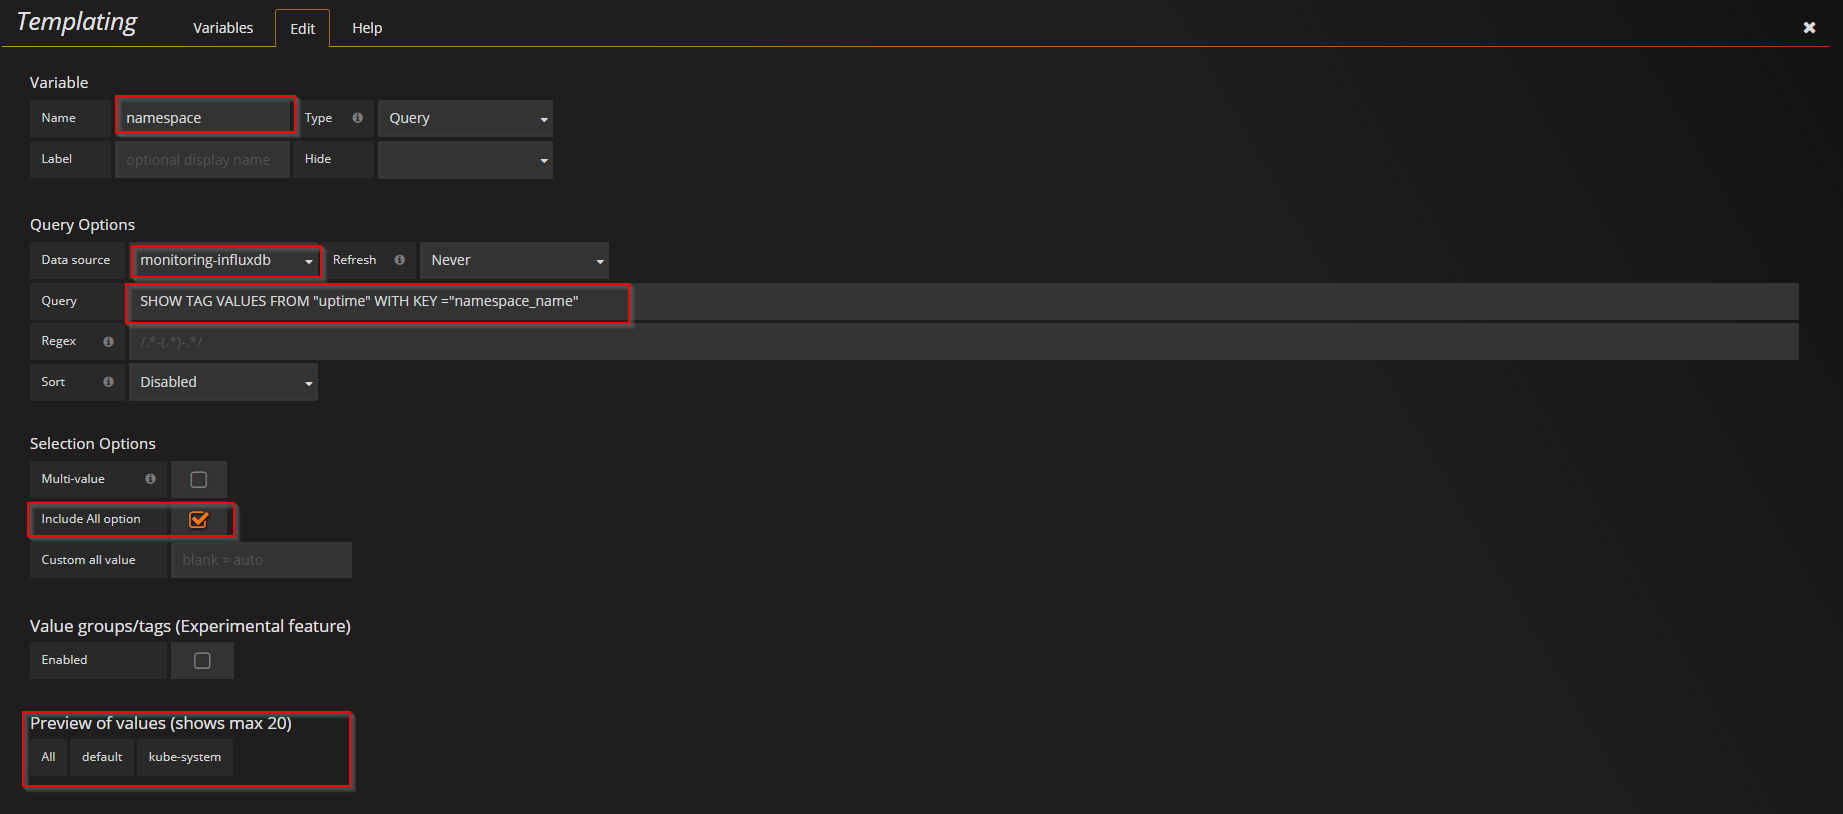 Templating Variables Edit Help
Variable
Name namespace Type Query
Label optional display name Hide
Query Options
Data source monitoring-influxdb Refresh Never
Query SHOW TAG VALUES FROM "uptime" WITH KEY ="namespace_name"
Regex /.*-(.*)-.*/
Sort Disabled
Selection Options
Multi-value
Include All option
Custom all value blank = auto
Value groups/tags (Experimental feature)
Enabled
Preview of values (shows max 20)
All default kube-system